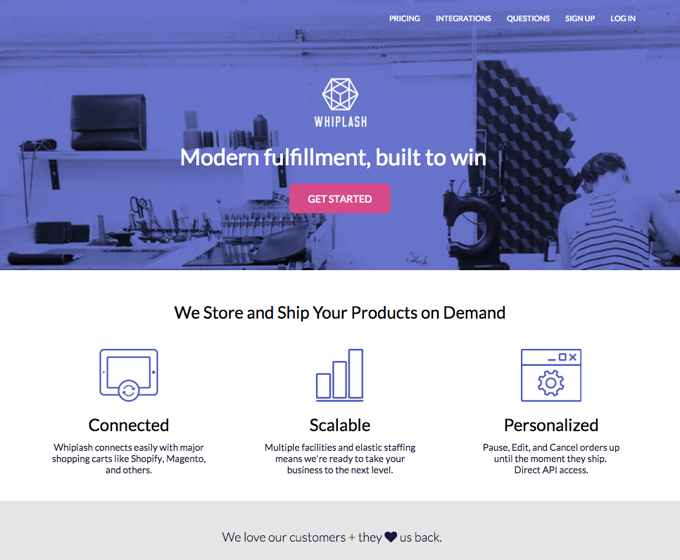 PRICING INTEGRATIONS QUESTIONS SIGN UP LOG IN
WHIPLASH
Modern fulfillment, built to win
GET STARTED
We Store and Ship Your Products on Demand
Connected
Whiplash connects easily with major
shopping carts like Shopify, Magento,
and others.
Scalable
Multiple facilities and elastic staffing
means we're ready to take your
business to the next level.
Personalized
Pause, Edit, and Cancel orders up
until the moment they ship.
Direct API access.
We love our customers + they ♥ us back.